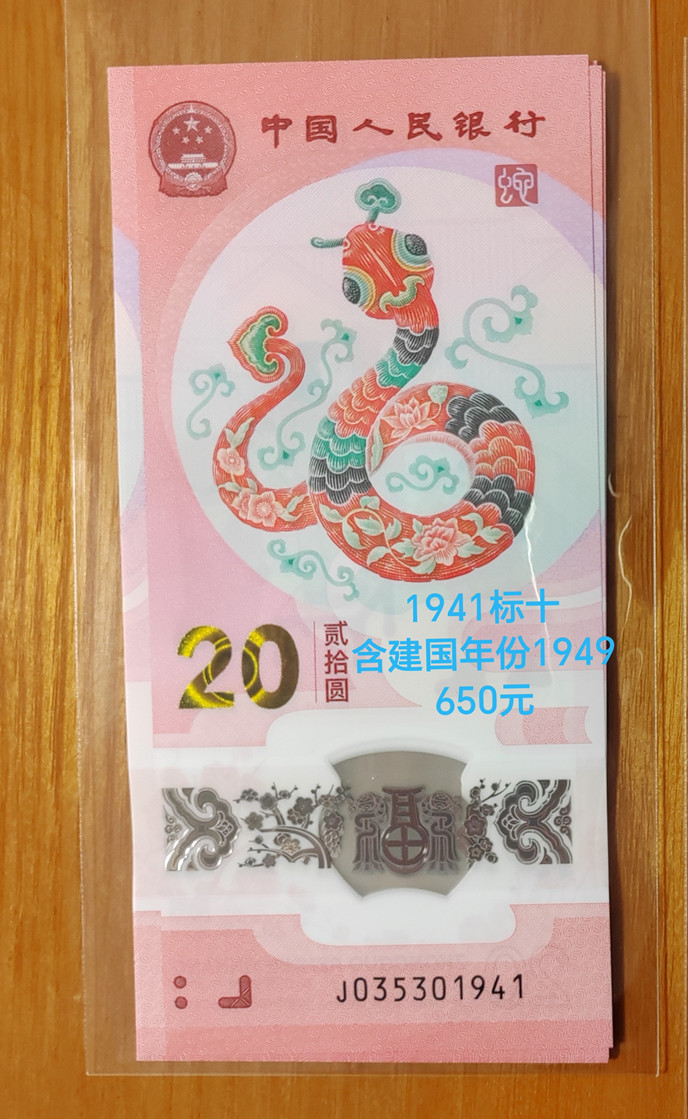 中国人民银行
蛇
1941标十
含建国年份1949
650元
20
贰拾圆
福
J035301941